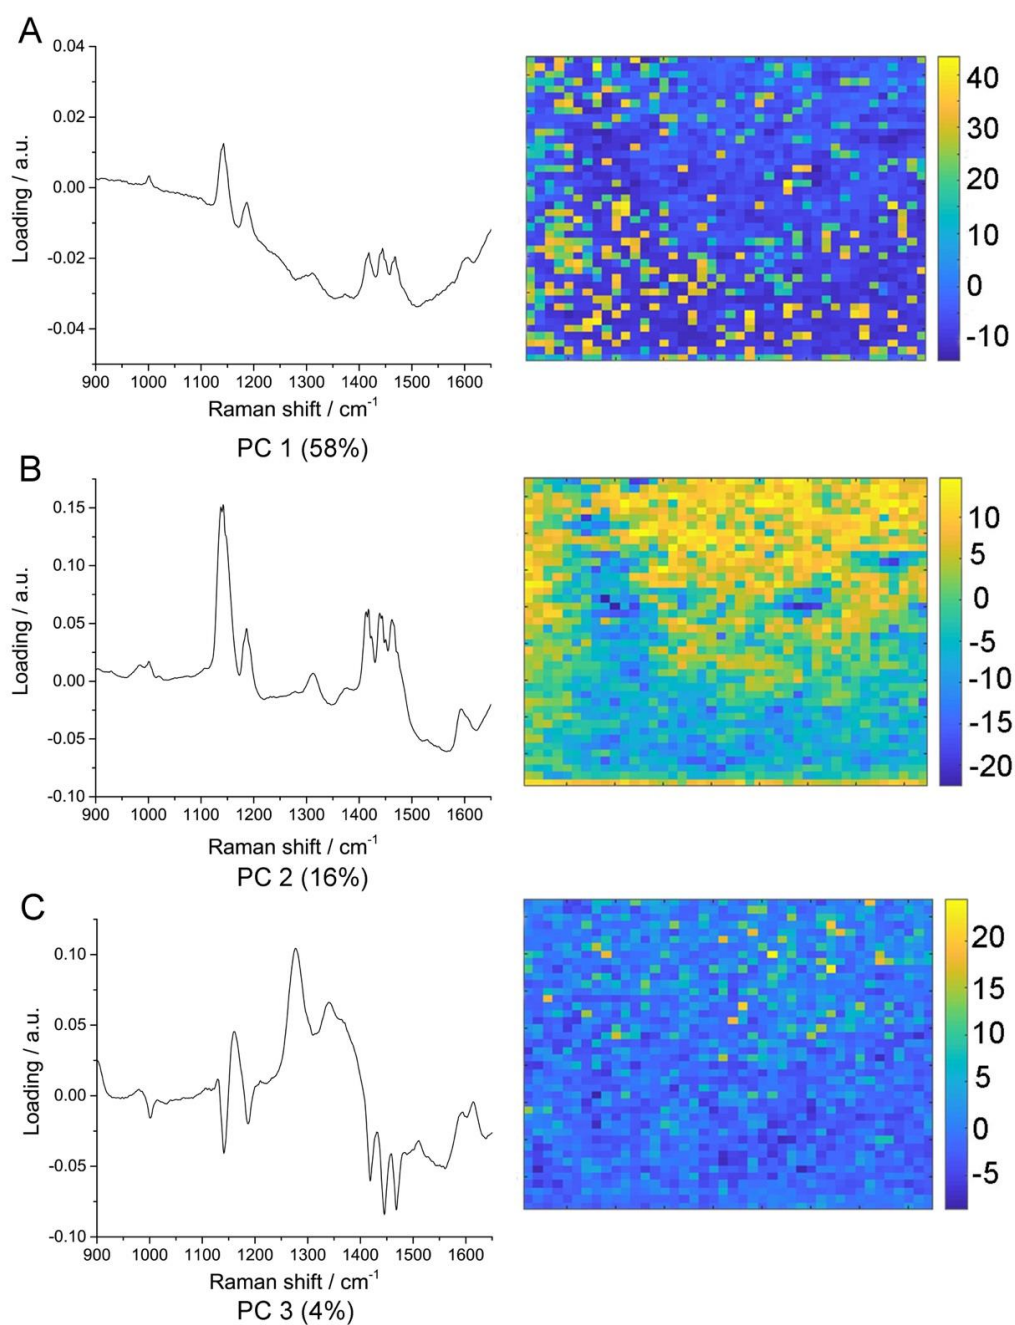 A
0.04
0.02
0.00
-0.02
-0.04
Loading / a.u.
900 1000 1100 1200 1300 1400 1500 1600
Raman shift / cm-1
PC 1 (58%)
40
30
20
10
0
-10
B
0.15
0.10
0.05
0.00
-0.05
-0.10
Loading / a.u.
900 1000 1100 1200 1300 1400 1500 1600
Raman shift / cm-1
PC 2 (16%)
10
5
0
-5
-10
-15
-20
C
0.10
0.05
0.00
-0.05
-0.10
Loading / a.u.
900 1000 1100 1200 1300 1400 1500 1600
Raman shift / cm-1
PC 3 (4%)
20
15
10
5
0
-5